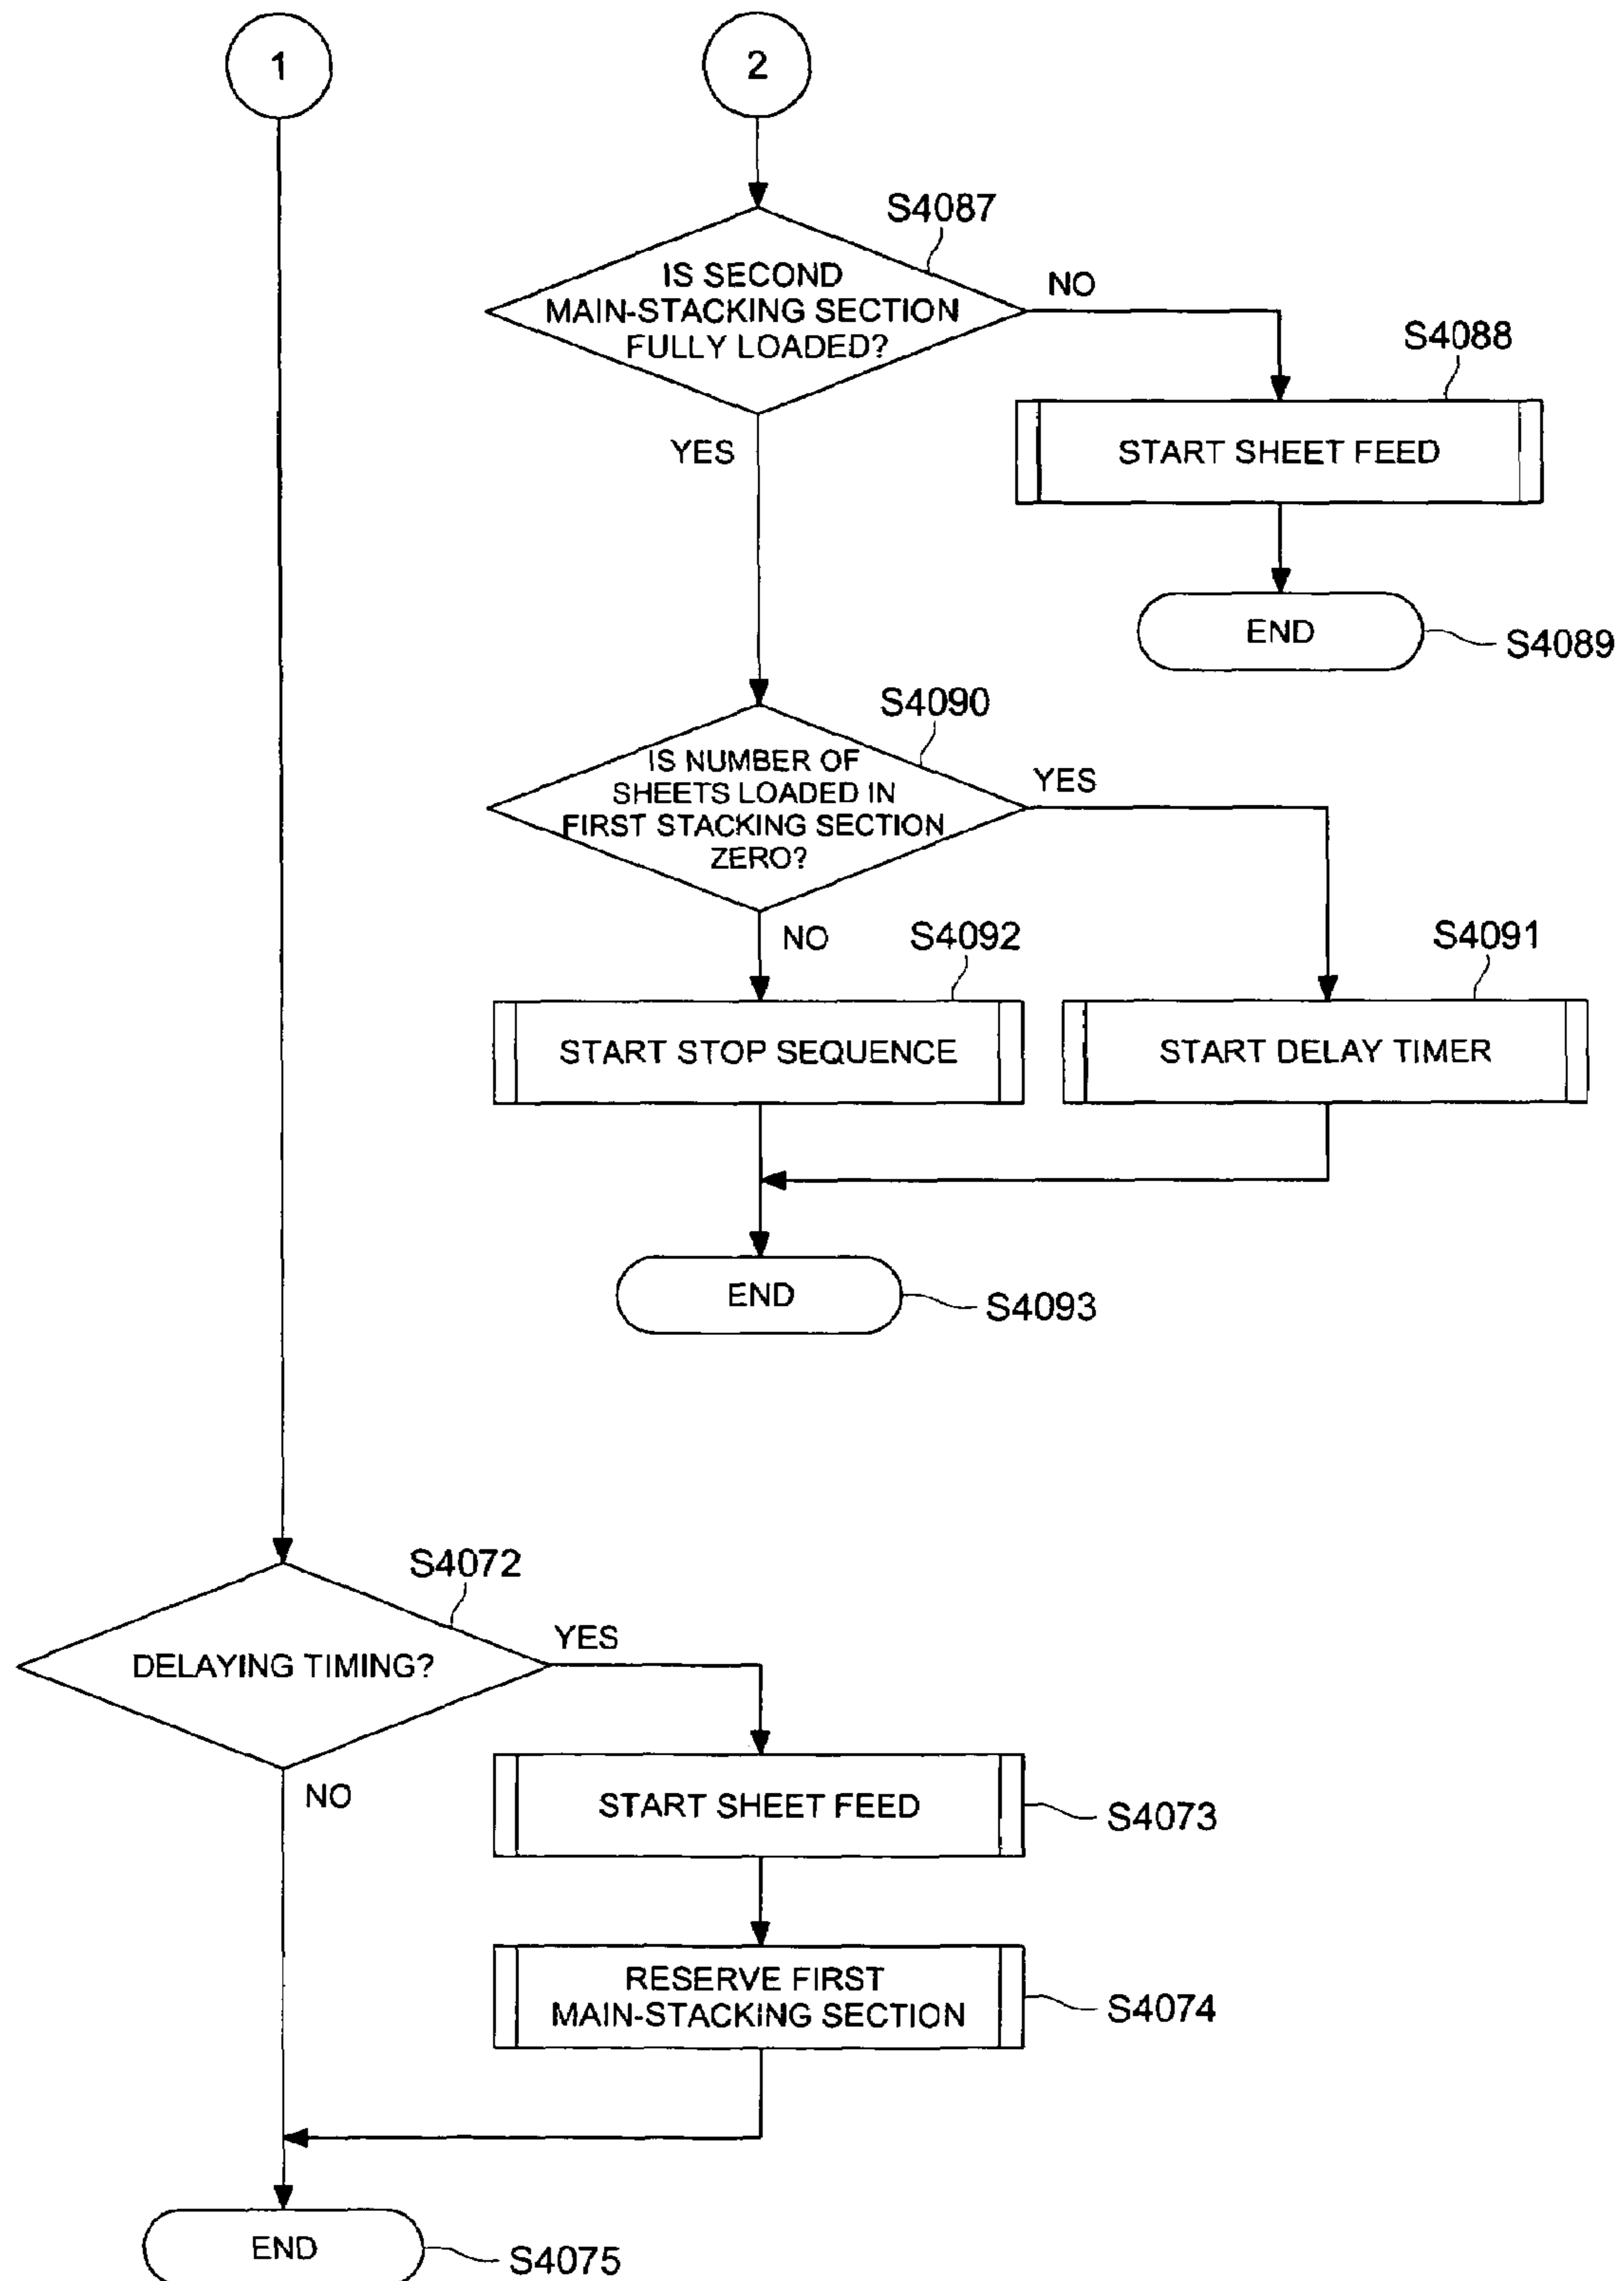 1
2
S4087
IS SECOND
MAIN-STACKING SECTION
FULLY LOADED?
NO
YES
S4088
START SHEET FEED
END
S4089
S4090
IS NUMBER OF
SHEETS LOADED IN
FIRST STACKING SECTION
ZERO?
YES
NO
S4092
START STOP SEQUENCE
S4091
START DELAY TIMER
END
S4093
S4072
DELAYING TIMING?
YES
NO
START SHEET FEED
S4073
RESERVE FIRST
MAIN-STACKING SECTION
S4074
END
S4075